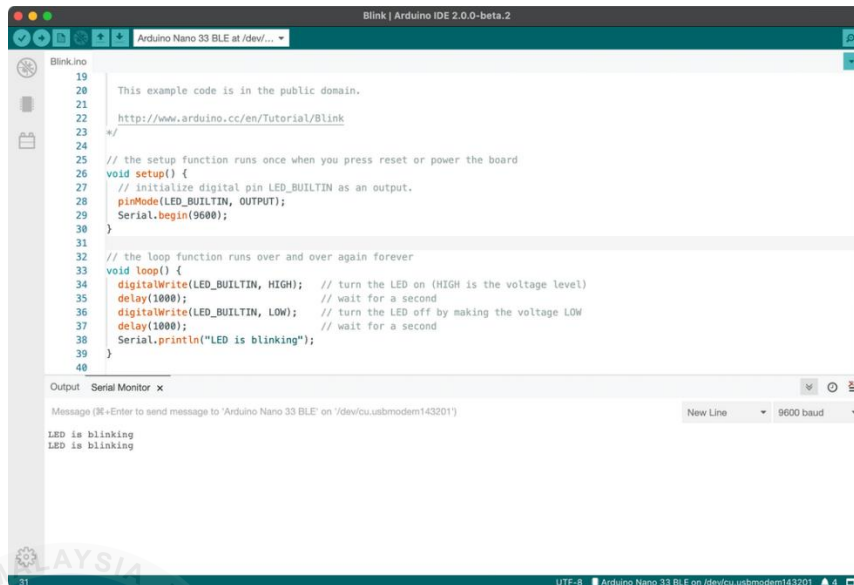 Blink | Arduino IDE 2.0.0-beta.2
Arduino Nano 33 BLE at /dev/...
Blink.ino
19
20 This example code is in the public domain.
21
22 http://www.arduino.cc/en/Tutorial/Blink
23 */
24
25 // the setup function runs once when you press reset or power the board
26 void setup() {
27 // initialize digital pin LED_BUILTIN as an output.
28 pinMode(LED_BUILTIN, OUTPUT);
29 Serial.begin(9600);
30 }
31
32 // the loop function runs over and over again forever
33 void loop() {
34 digitalWrite(LED_BUILTIN, HIGH); // turn the LED on (HIGH is the voltage level)
35 delay(1000); // wait for a second
36 digitalWrite(LED_BUILTIN, LOW); // turn the LED off by making the voltage LOW
37 delay(1000); // wait for a second
38 Serial.println("LED is blinking");
39 }
40
Output Serial Monitor x
Message (⌘+Enter to send message to 'Arduino Nano 33 BLE' on '/dev/cu.usbmodem143201') New Line 9600 baud
LED is blinking
LED is blinking
MALAYSIA
31 UTF-8 Arduino Nano 33 BLE on /dev/cu.usbmodem143201 4